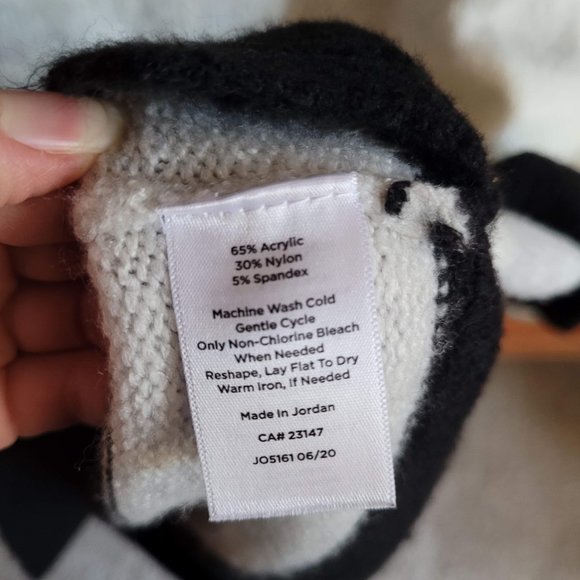 65% Acrylic
30% Nylon
5% Spandex
Machine Wash Cold
Gentle Cycle
Only Non-Chlorine Bleach
When Needed
Reshape, Lay Flat To Dry
Warm Iron, If Needed
Made in Jordan
CA# 23147
JO5161 06/20